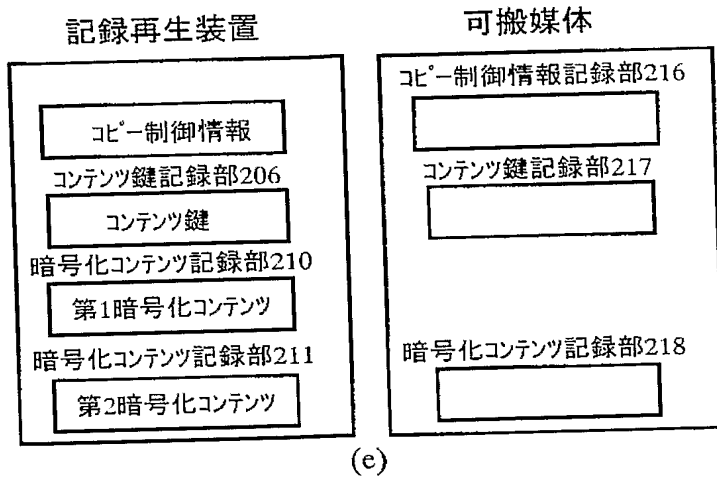 記録再生装置
コピー制御情報
コンテンツ鍵記録部206
コンテンツ鍵
暗号化コンテンツ記録部210
第1暗号化コンテンツ
暗号化コンテンツ記録部211
第2暗号化コンテンツ
可搬媒体
コピー制御情報記録部216
コンテンツ鍵記録部217
暗号化コンテンツ記録部218
(e)